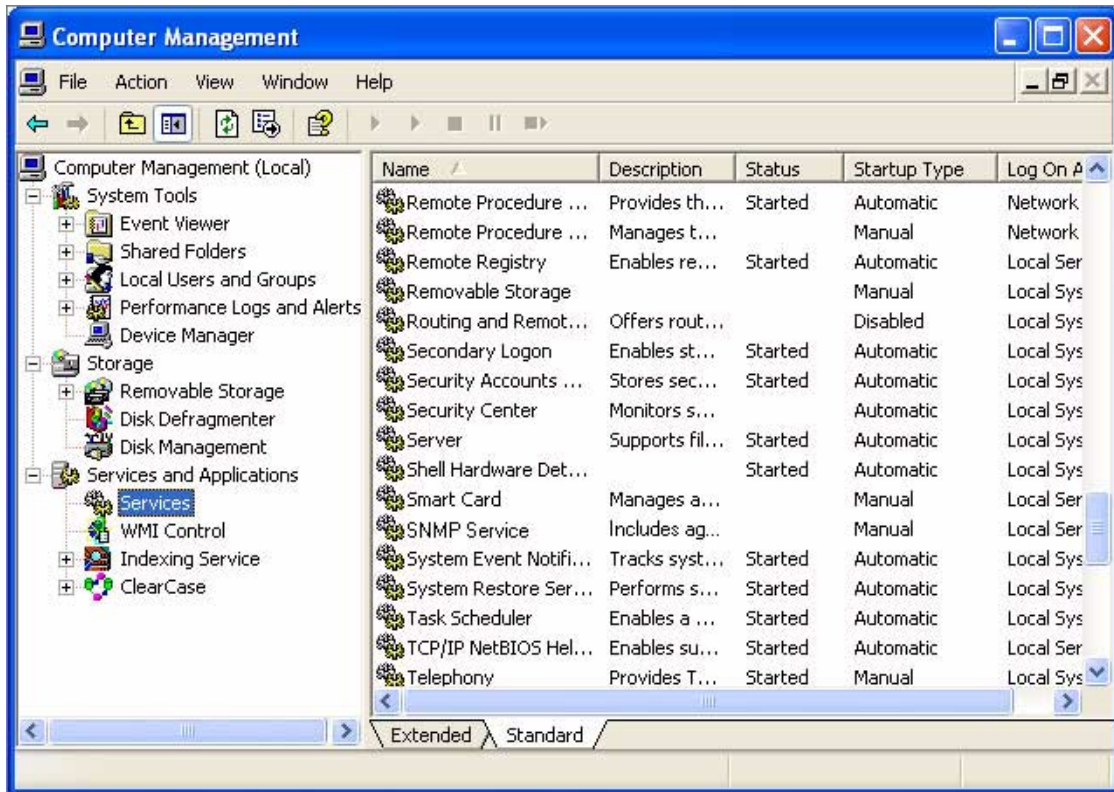 Computer Management
File Action View Window Help
Computer Management (Local)
System Tools
Event Viewer
Shared Folders
Local Users and Groups
Performance Logs and Alerts
Device Manager
Storage
Removable Storage
Disk Defragmenter
Disk Management
Services and Applications
Services
WMI Control
Indexing Service
ClearCase
Name Description Status Startup Type Log On A
Remote Procedure ... Provides th... Started Automatic Network
Remote Procedure ... Manages t... Manual Network
Remote Registry Enables re... Started Automatic Local Ser
Removable Storage Manual Local Sys
Routing and Remot... Offers rout... Disabled Local Sys
Secondary Logon Enables st... Started Automatic Local Sys
Security Accounts ... Stores sec... Started Automatic Local Sys
Security Center Monitors s... Automatic Local Sys
Server Supports fil... Started Automatic Local Sys
Shell Hardware Det... Started Automatic Local Sys
Smart Card Manages a... Manual Local Ser
SNMP Service Includes ag... Manual Local Ser
System Event Notifi... Tracks syst... Started Automatic Local Sys
System Restore Ser... Performs s... Started Automatic Local Sys
Task Scheduler Enables a ... Started Automatic Local Sys
TCP/IP NetBIOS Hel... Enables su... Started Automatic Local Ser
Telephony Provides T... Started Manual Local Sys
Extended Standard